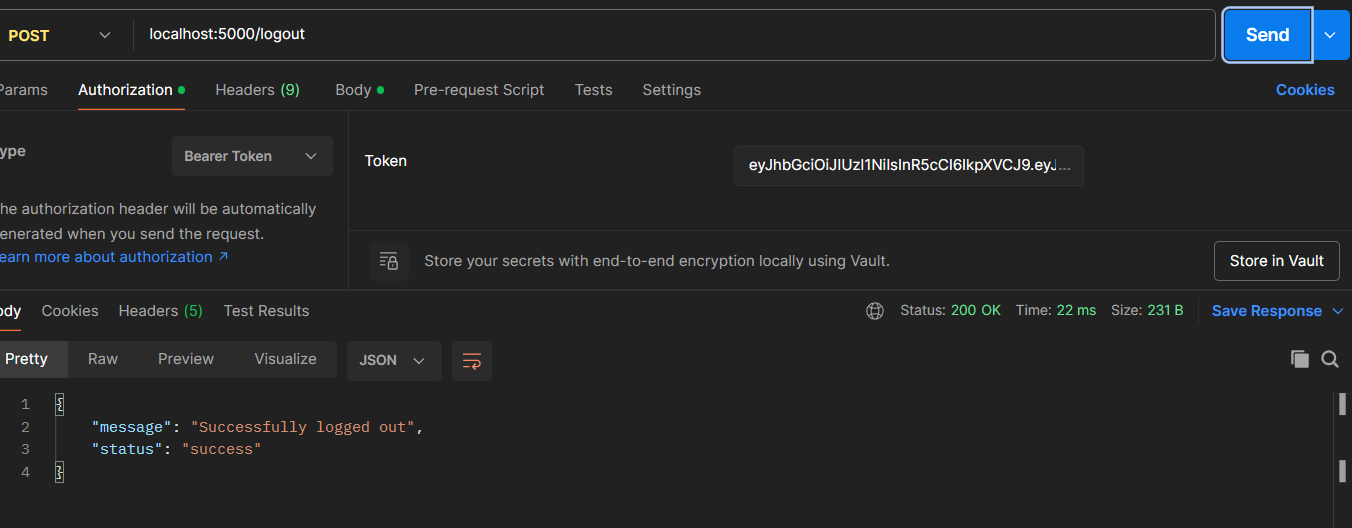 POST localhost:5000/logout Send
Params Authorization Headers (9) Body Pre-request Script Tests Settings Cookies
ype Bearer Token
Token eyJhbGciOiJIUzI1NiIsInR5cCI6IkpXVCJ9.eyJ...
he authorization header will be automatically
enerated when you send the request.
earn more about authorization ↗
Store your secrets with end-to-end encryption locally using Vault. Store in Vault
ody Cookies Headers (5) Test Results Status: 200 OK Time: 22 ms Size: 231 B Save Response
Pretty Raw Preview Visualize JSON
1 {
2 "message": "Successfully logged out",
3 "status": "success"
4 }